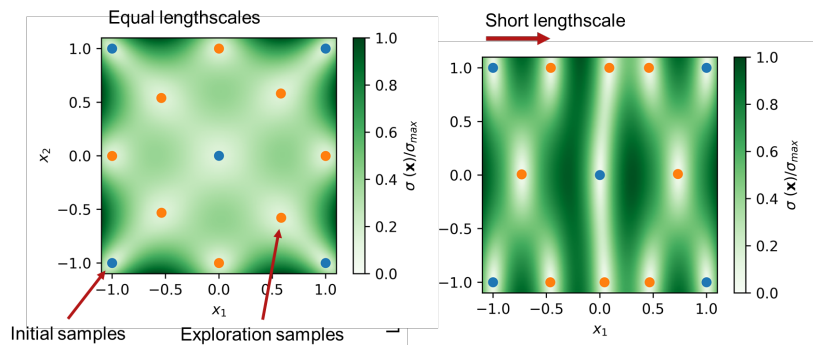 Equal lengthscales
Short lengthscale
1.0
0.5
0.0
−0.5
−1.0
x₂
−1.0 −0.5 0.0 0.5 1.0
x₁
1.0
0.8
0.6
0.4
0.2
0.0
σ (x)/σmax
1.0
0.5
0.0
−0.5
−1.0
−1.0 −0.5 0.0 0.5 1.0
x₁
1.0
0.8
0.6
0.4
0.2
0.0
σ (x)/σmax
Initial samples
Exploration samples